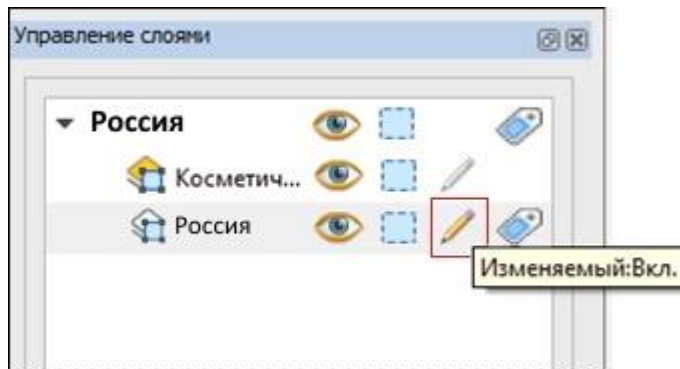 Управление слоями
Россия
Косметич...
Россия
Изменяемый:Вкл.